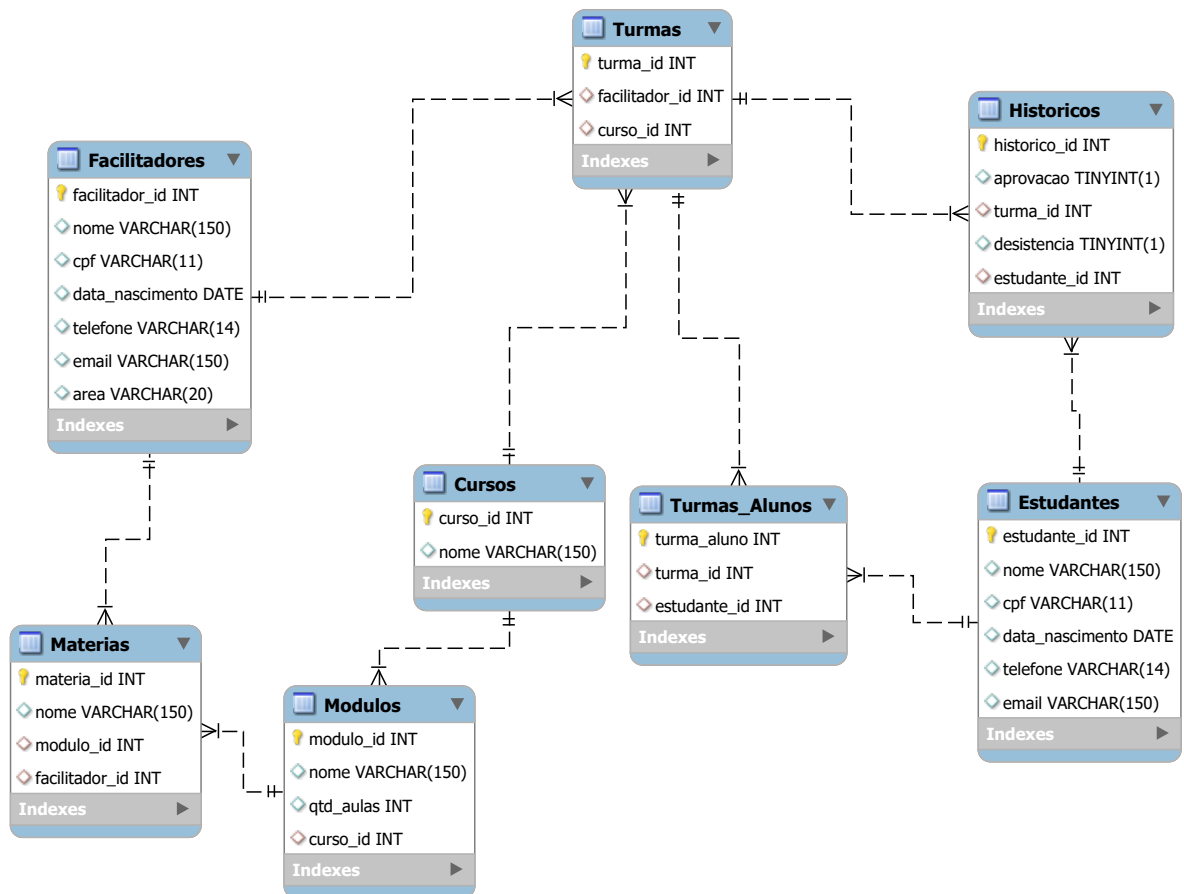 Turmas
turma_id INT
facilitador_id INT
curso_id INT
Indexes
Historicos
historico_id INT
aprovacao TINYINT(1)
turma_id INT
desistencia TINYINT(1)
estudante_id INT
Indexes
Facilitadores
facilitador_id INT
nome VARCHAR(150)
cpf VARCHAR(11)
data_nascimento DATE
telefone VARCHAR(14)
email VARCHAR(150)
area VARCHAR(20)
Indexes
Cursos
curso_id INT
nome VARCHAR(150)
Indexes
Turmas_Alunos
turma_aluno INT
turma_id INT
estudante_id INT
Indexes
Estudantes
estudante_id INT
nome VARCHAR(150)
cpf VARCHAR(11)
data_nascimento DATE
telefone VARCHAR(14)
email VARCHAR(150)
Indexes
Materias
materia_id INT
nome VARCHAR(150)
modulo_id INT
facilitador_id INT
Indexes
Modulos
modulo_id INT
nome VARCHAR(150)
qtd_aulas INT
curso_id INT
Indexes